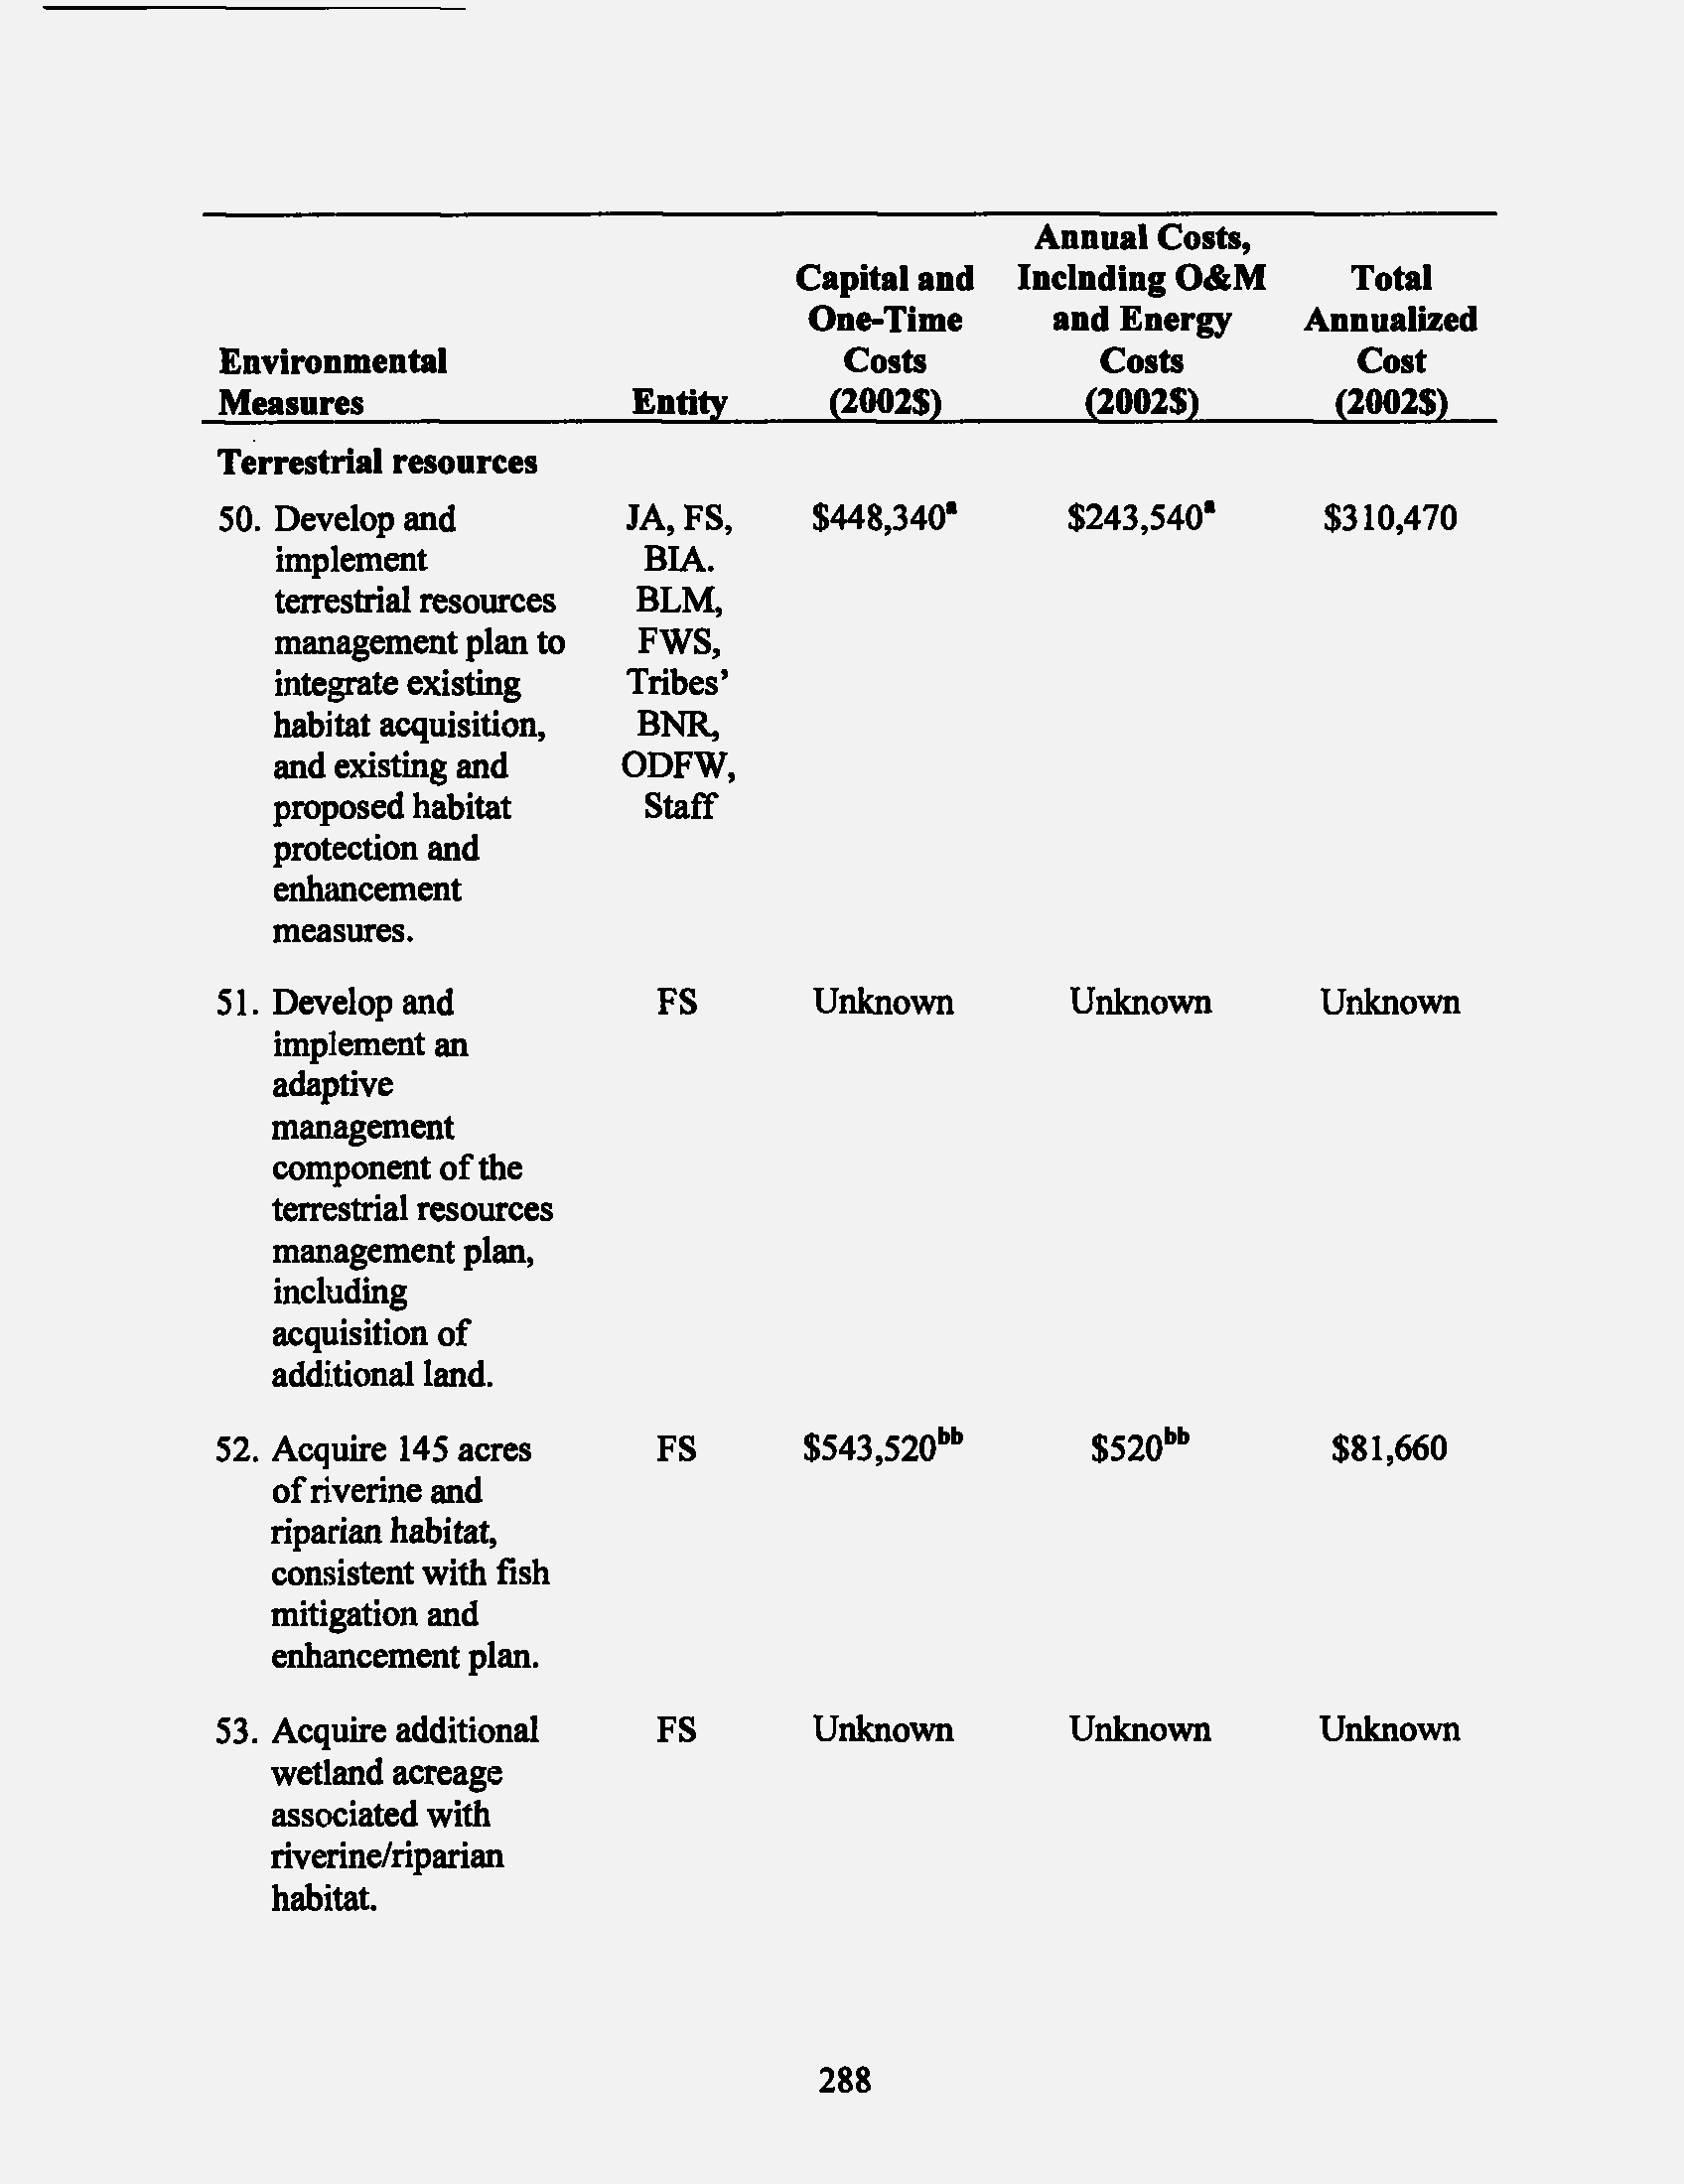 Annual Costs,
Capital and Inclnding O&M Total
One-Time and Energy Annualized
Environmental Costs Costs Cost
Measures Entity (2002$) (2002$) (2002$)
Terrestrial resources
50. Develop and JA, FS, $448,340a $243,540a $310,470
implement BIA.
terrestrial resources BLM,
management plan to FWS,
integrate existing Tribes'
habitat acquisition, BNR,
and existing and ODFW,
proposed habitat Staff
protection and
enhancement
measures.
51. Develop and FS Unknown Unknown Unknown
implement an
adaptive
management
component of the
terrestrial resources
management plan,
including
acquisition of
additional land.
52. Acquire 145 acres FS $543,520bb $520bb $81,660
of riverine and
riparian habitat,
consistent with fish
mitigation and
enhancement plan.
53. Acquire additional FS Unknown Unknown Unknown
wetland acreage
associated with
riverine/riparian
habitat.
288